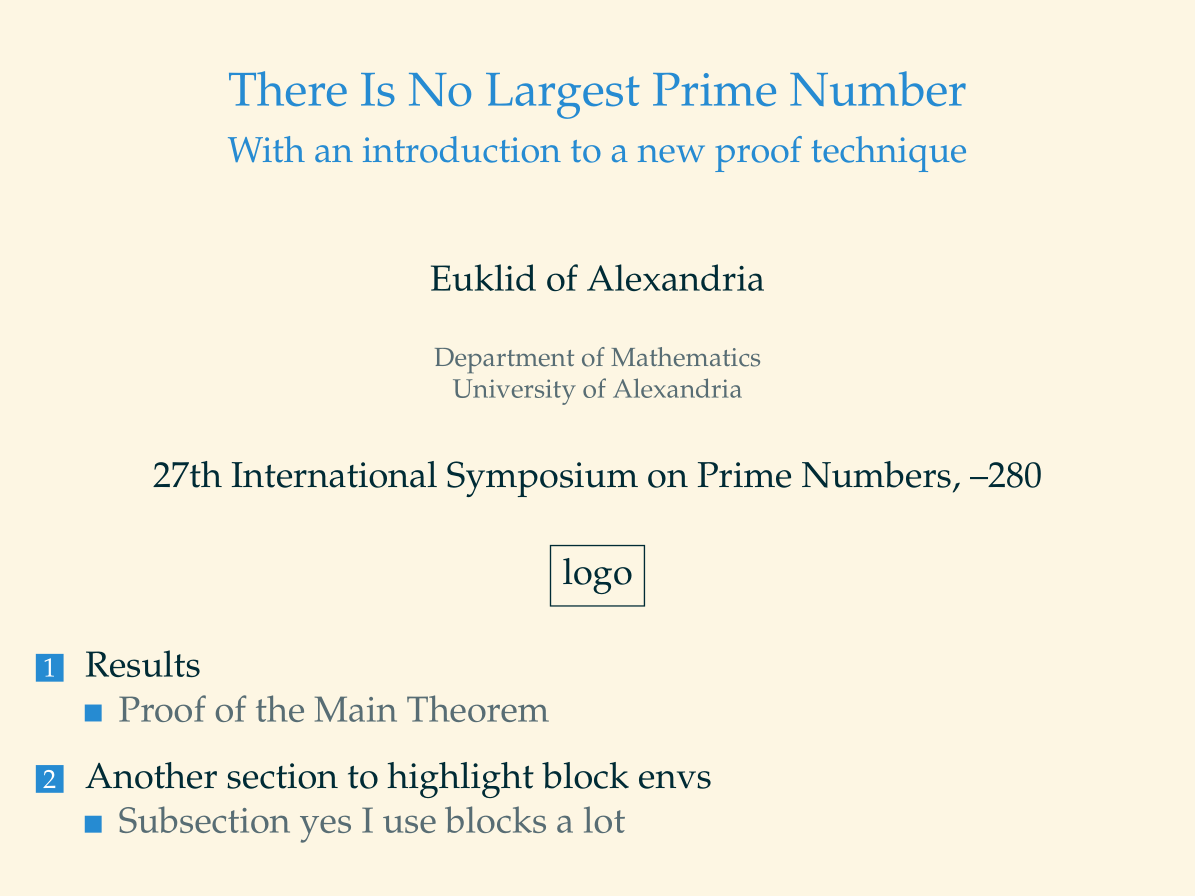 There Is No Largest Prime Number
With an introduction to a new proof technique
Euklid of Alexandria
Department of Mathematics
University of Alexandria
27th International Symposium on Prime Numbers, –280
logo
1 Results
Proof of the Main Theorem
2 Another section to highlight block envs
Subsection yes I use blocks a lot